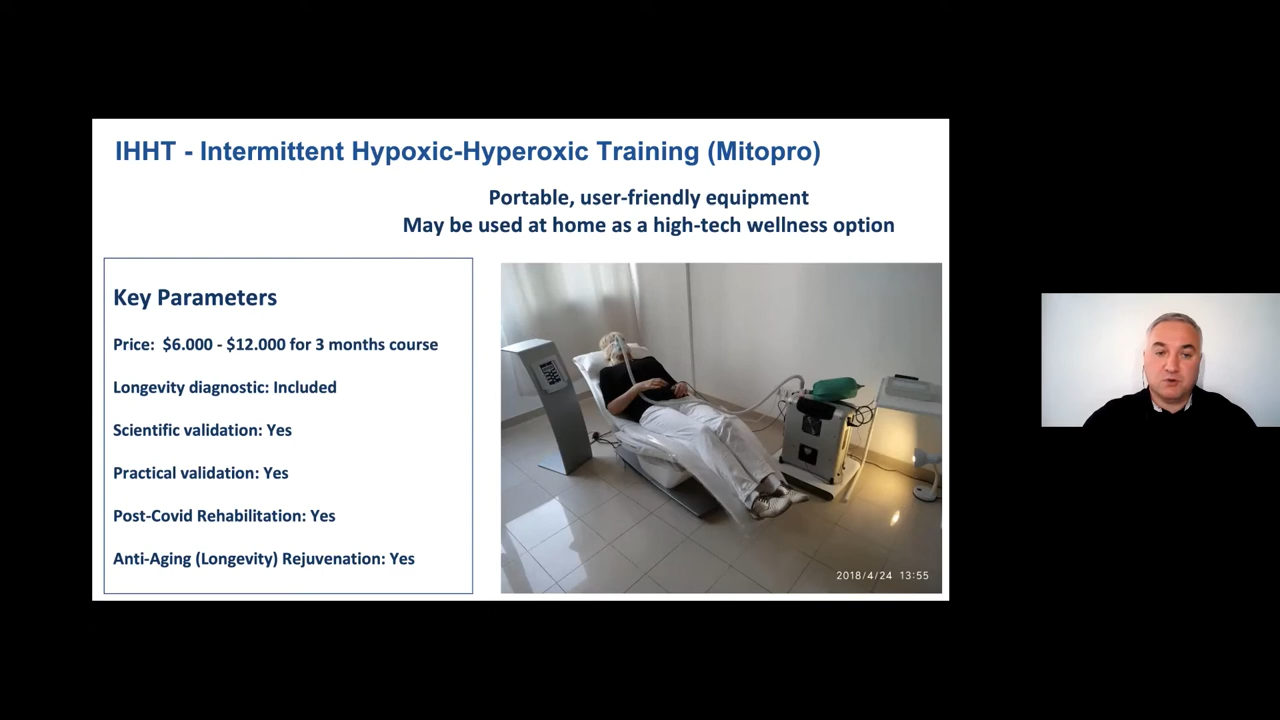 IHHT - Intermittent Hypoxic-Hyperoxic Training (Mitopro)
Portable, user-friendly equipment
May be used at home as a high-tech wellness option
Key Parameters
Price: $6.000 - $12.000 for 3 months course
Longevity diagnostic: Included
Scientific validation: Yes
Practical validation: Yes
Post-Covid Rehabilitation: Yes
Anti-Aging (Longevity) Rejuvenation: Yes
2018/4/24 13:55